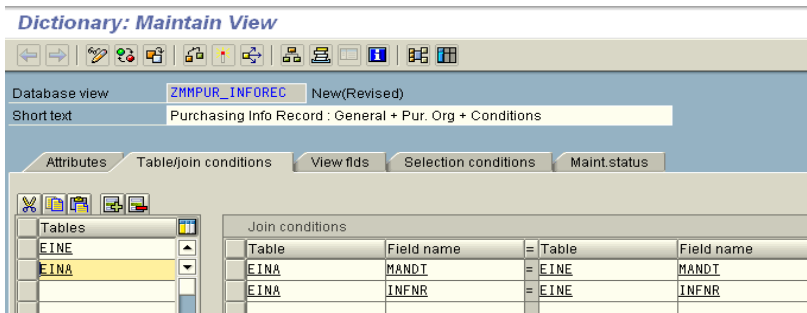 Dictionary: Maintain View
Database view ZMMPUR_INFOREC New(Revised)
Short text Purchasing Info Record : General + Pur. Org + Conditions
Attributes Table/join conditions View flds Selection conditions Maint.status
Tables Join conditions
EINE Table Field name = Table Field name
EINA EINA MANDT = EINE MANDT
EINA INFNR = EINE INFNR